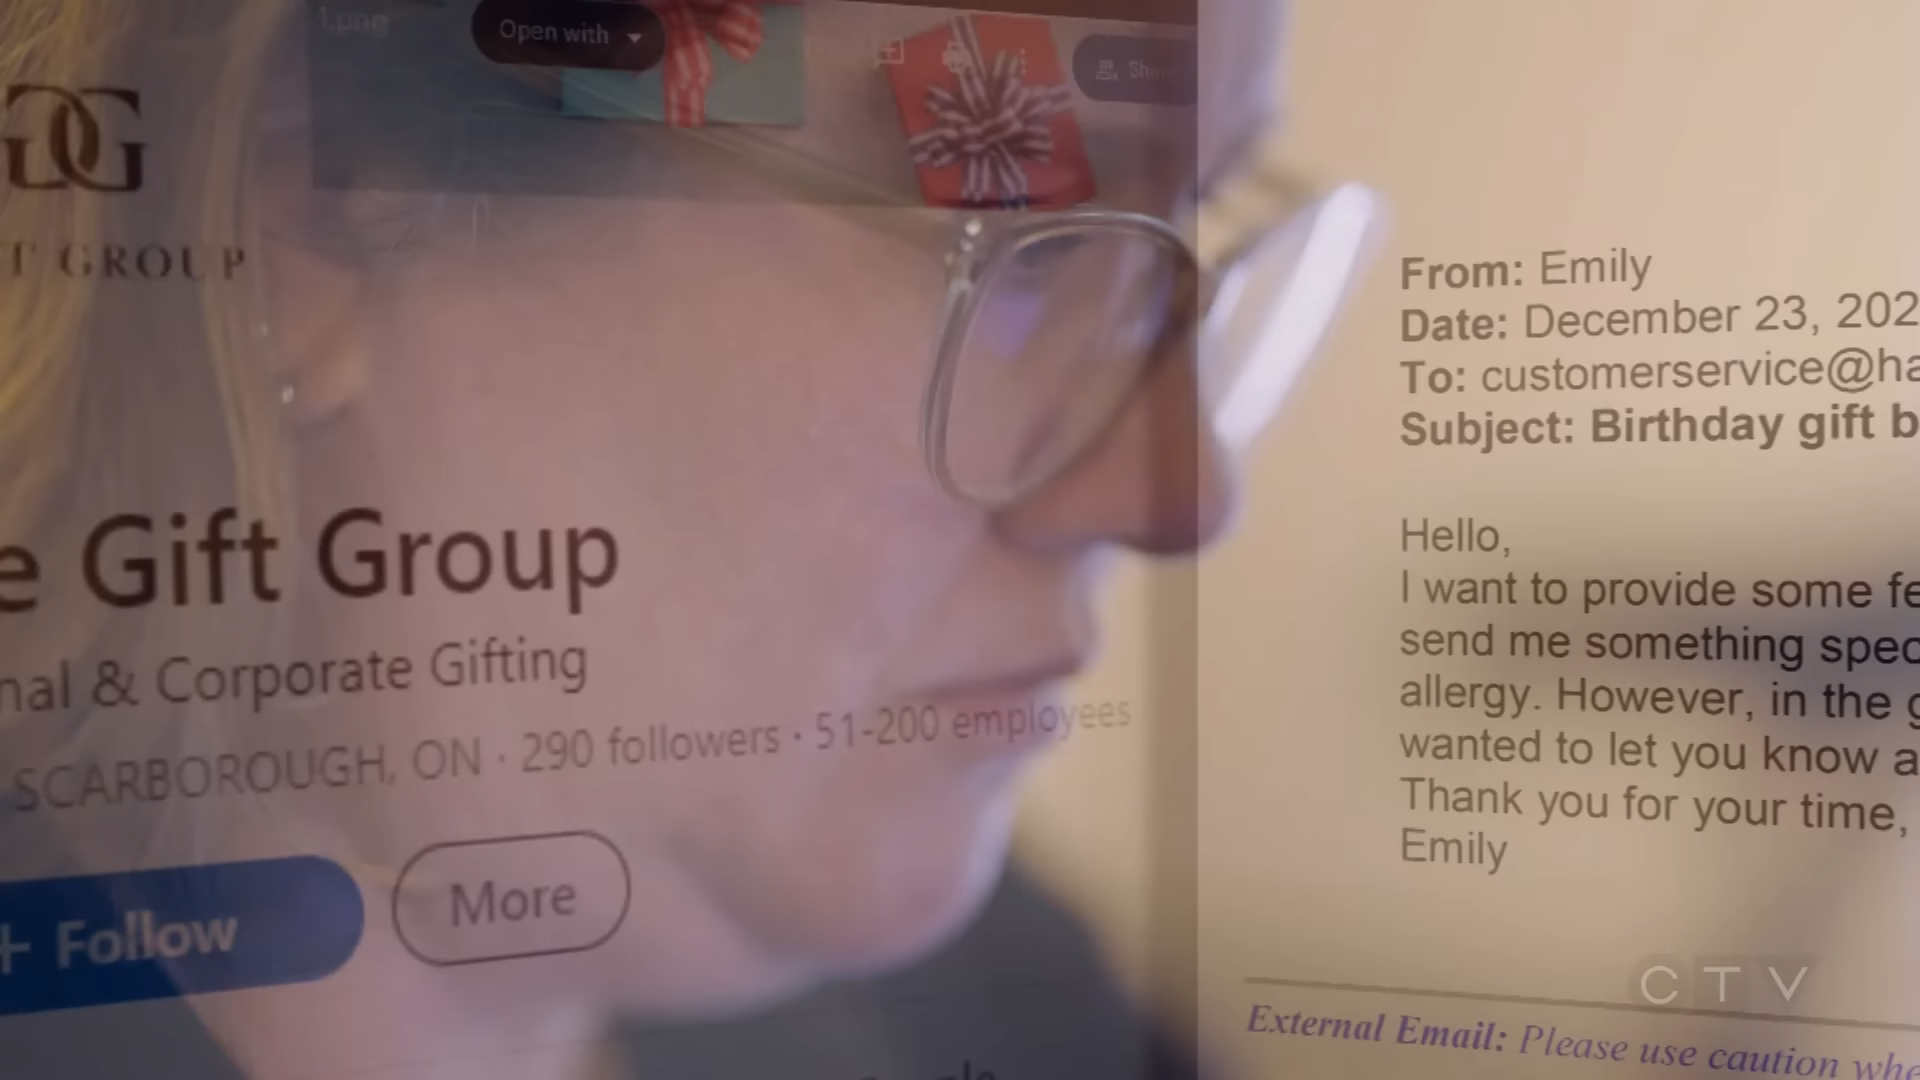 1.png
Open with
Share
GG
T GROUP
e Gift Group
nal & Corporate Gifting
SCARBOROUGH, ON · 290 followers · 51-200 employees
+ Follow
More
From: Emily
Date: December 23, 202
To: customerservice@ha
Subject: Birthday gift b
Hello,
I want to provide some fe
send me something spec
allergy. However, in the g
wanted to let you know a
Thank you for your time,
Emily
CTV
External Email: Please use caution whe